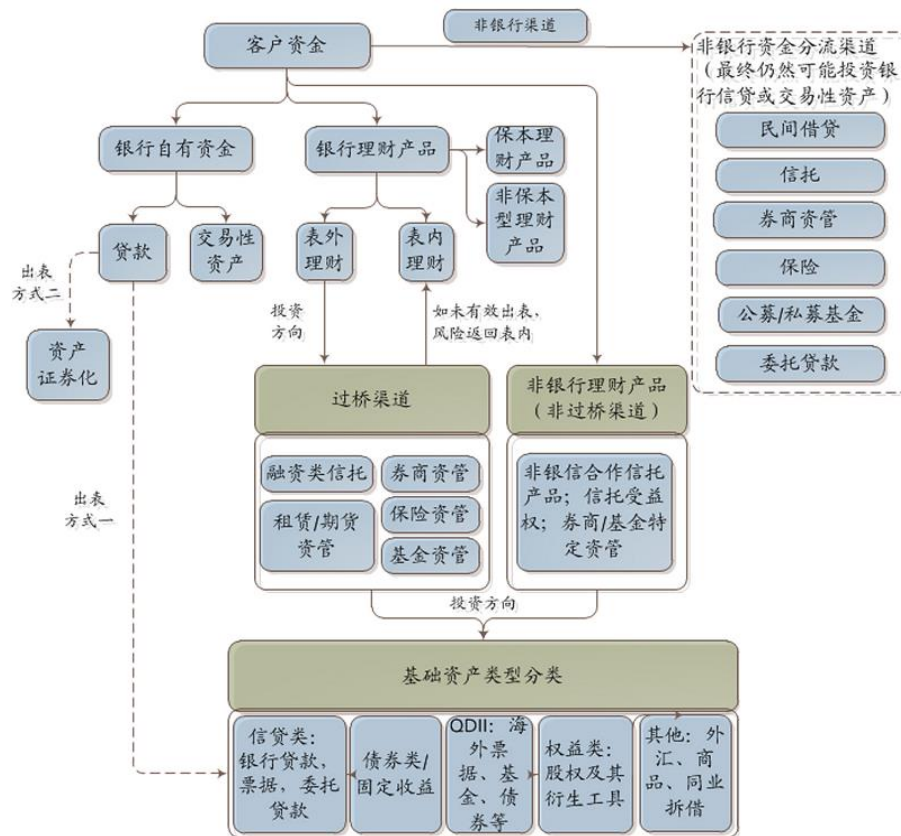 客户资金
非银行渠道
非银行资金分流渠道
（最终仍然可能投资银
行信贷或交易性资产）
民间借贷
信托
券商资管
保险
公募/私募基金
委托贷款
银行自有资金
银行理财产品
保本理
财产品
非保本
型理财
产品
贷款
交易性
资产
表外
理财
表内
理财
出表
方式二
资产
证券化
投资
方向
如未有效出表，
风险返回表内
过桥渠道
非银行理财产品
（非过桥渠道）
融资类信托
券商资管
租赁/期货
资管
保险资管
基金资管
非银信合作信托
产品；信托受益
权；券商/基金特
定资管
出表
方式一
投资方向
基础资产类型分类
信贷类：
银行贷款，
票据，委托
贷款
债券类/
固定收益
QDII：海
外票
据、基
金、债
券等
权益类：
股权及其
衍生工具
其他：外
汇、商
品、同业
拆借